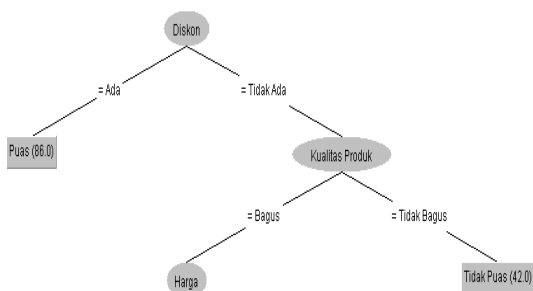 Diskon
= Ada
= Tidak Ada
Puas (86.0)
Kualitas Produk
= Bagus
= Tidak Bagus
Harga
Tidak Puas (42.0)